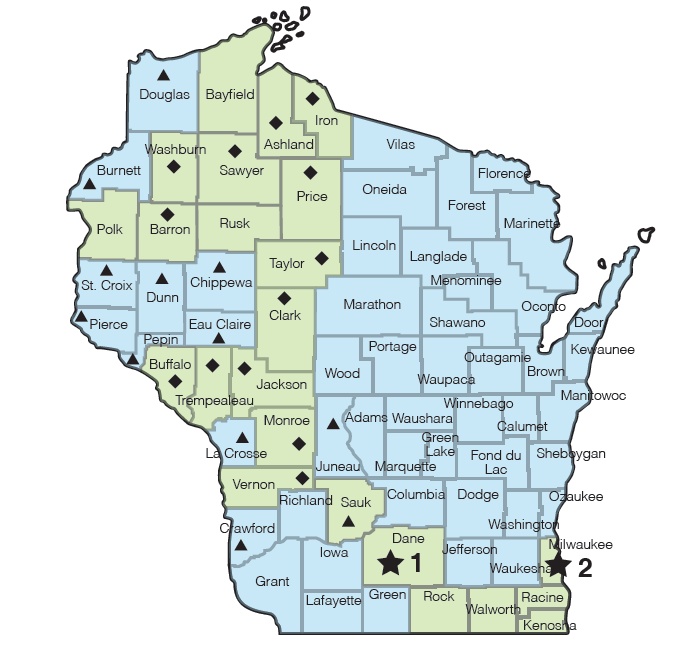 Douglas
Bayfield
Iron
Ashland
Vilas
Washburn
Sawyer
Burnett
Florence
Price
Oneida
Forest
Marinette
Polk
Barron
Rusk
Lincoln
Langlade
Taylor
St. Croix
Dunn
Chippewa
Menominee
Marathon
Oconto
Clark
Pierce
Eau Claire
Shawano
Door
Pepin
Portage
Kewaunee
Buffalo
Wood
Outagamie
Brown
Waupaca
Jackson
Trempealeau
Manitowoc
Winnebago
Monroe
Adams
Waushara
Calumet
La Crosse
Green
Lake
Fond du
Lac
Sheboygan
Juneau
Marquette
Vernon
Richland
Sauk
Columbia
Dodge
Ozaukee
Crawford
Washington
Dane
Iowa
Jefferson
Milwaukee
1
Waukesha
2
Grant
Lafayette
Green
Rock
Walworth
Racine
Kenosha